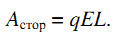 Aстор = qEL.